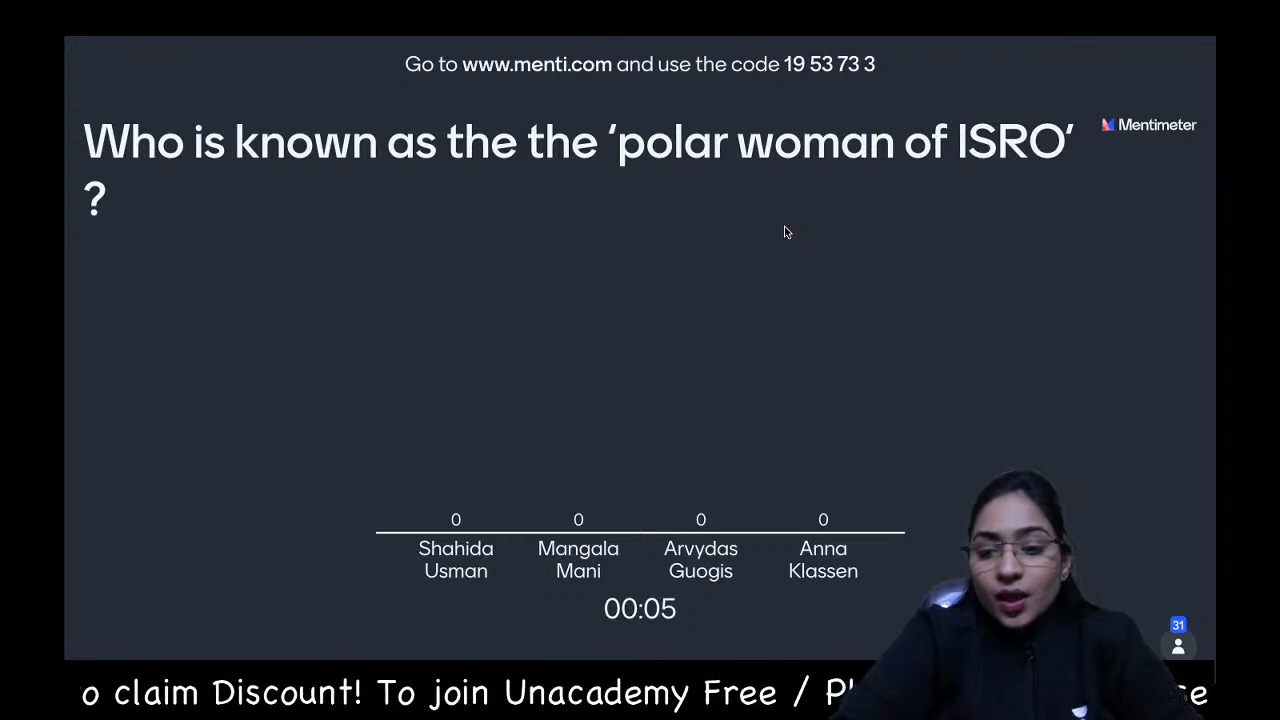 Go to www.menti.com and use the code 19 53 73 3
Who is known as the the ‘polar woman of ISRO’
?
Mentimeter
0 0 0 0
Shahida Mangala Arvydas Anna
Usman Mani Guogis Klassen
00:05
31
o claim Discount! To join Unacademy Free /